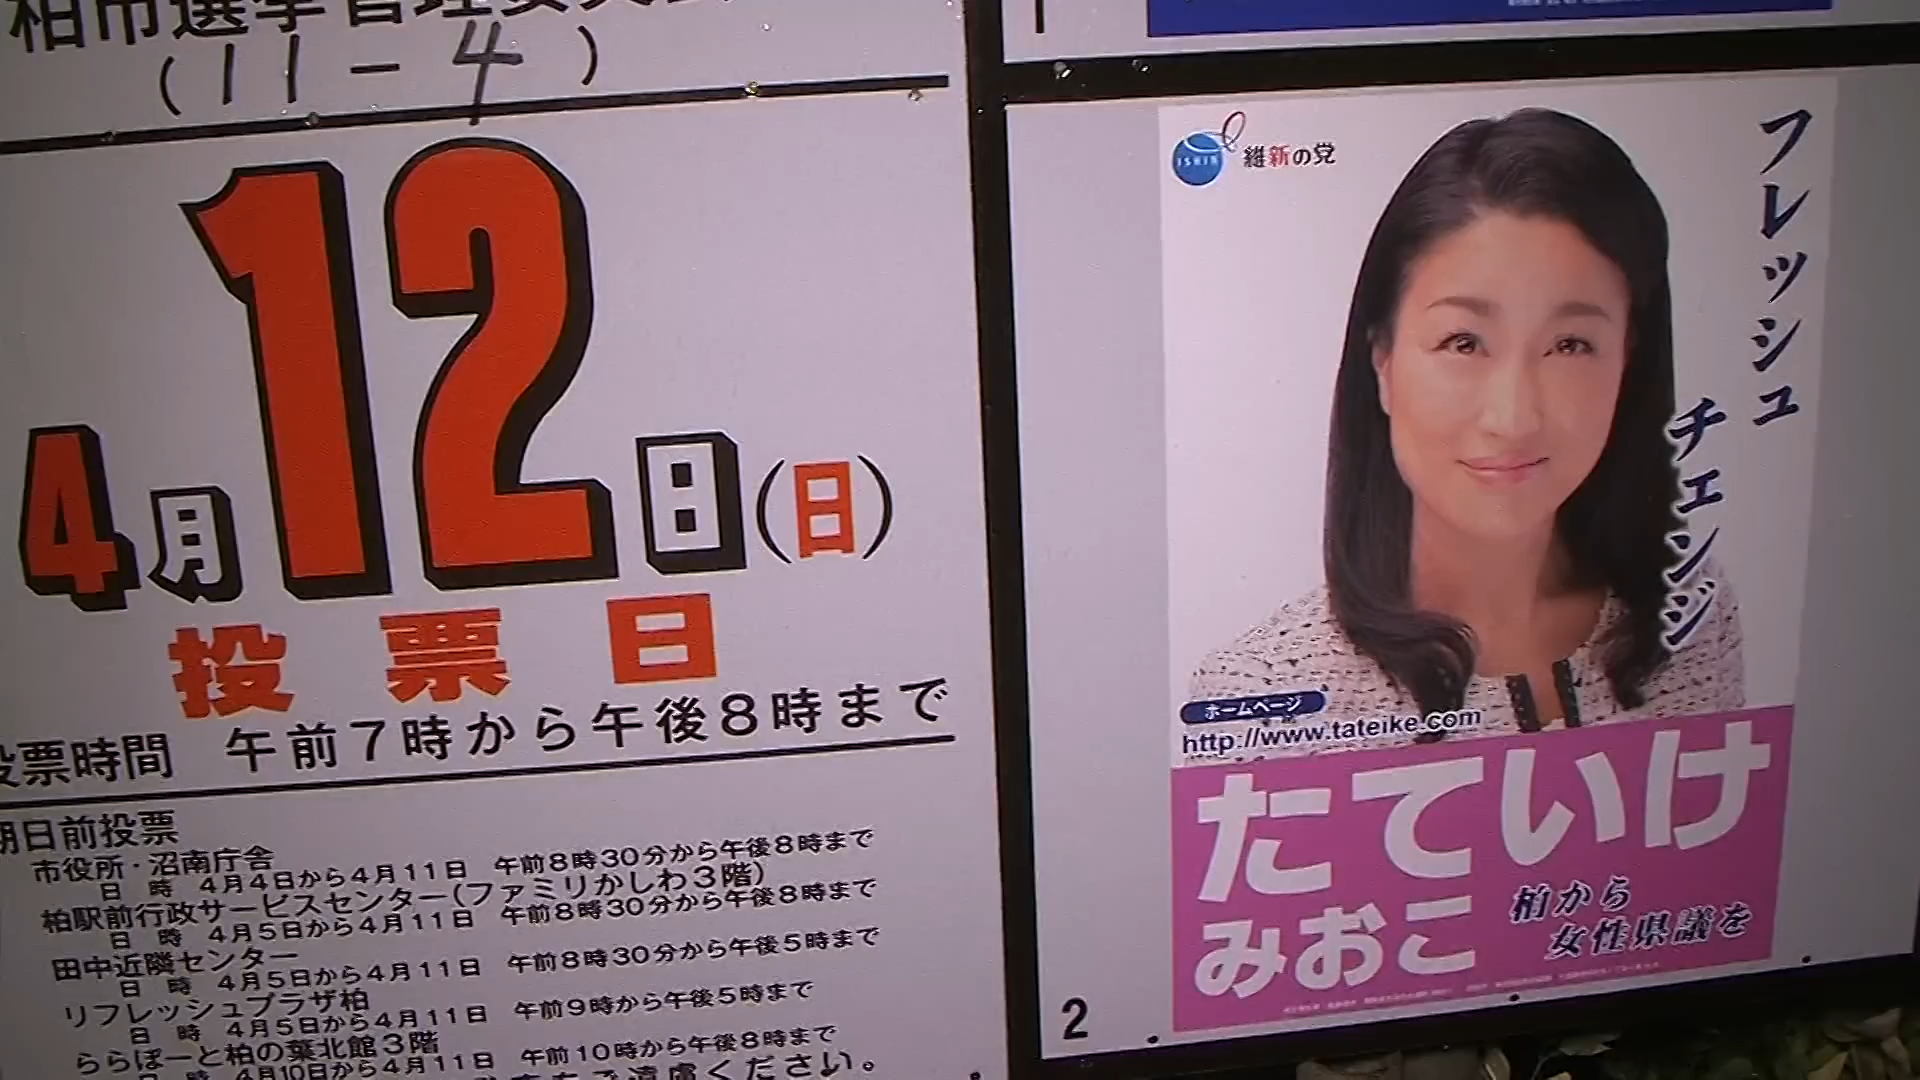 柏市選挙管理委員会
(11-4)
4月12日(日)
投票日
投票時間 午前7時から午後8時まで
期日前投票
市役所・沼南庁舎
日 時 4月4日から4月11日 午前8時30分から午後8時まで
柏駅前行政サービスセンター(ファミリかしわ3階)
日 時 4月5日から4月11日 午前8時30分から午後8時まで
田中近隣センター
日 時 4月5日から4月11日 午前8時30分から午後5時まで
リフレッシュプラザ柏
日 時 4月5日から4月11日 午前9時から午後5時まで
ららぽーと柏の葉北館3階
日 時 4月10日から4月11日 午前10時から午後8時まで
ご遠慮ください。
1
ISHIN
維新の党
フレッシュ
チェンジ
ホームページ
http://www.tateike.com
たていけ
みおこ
柏から
女性県議を
2